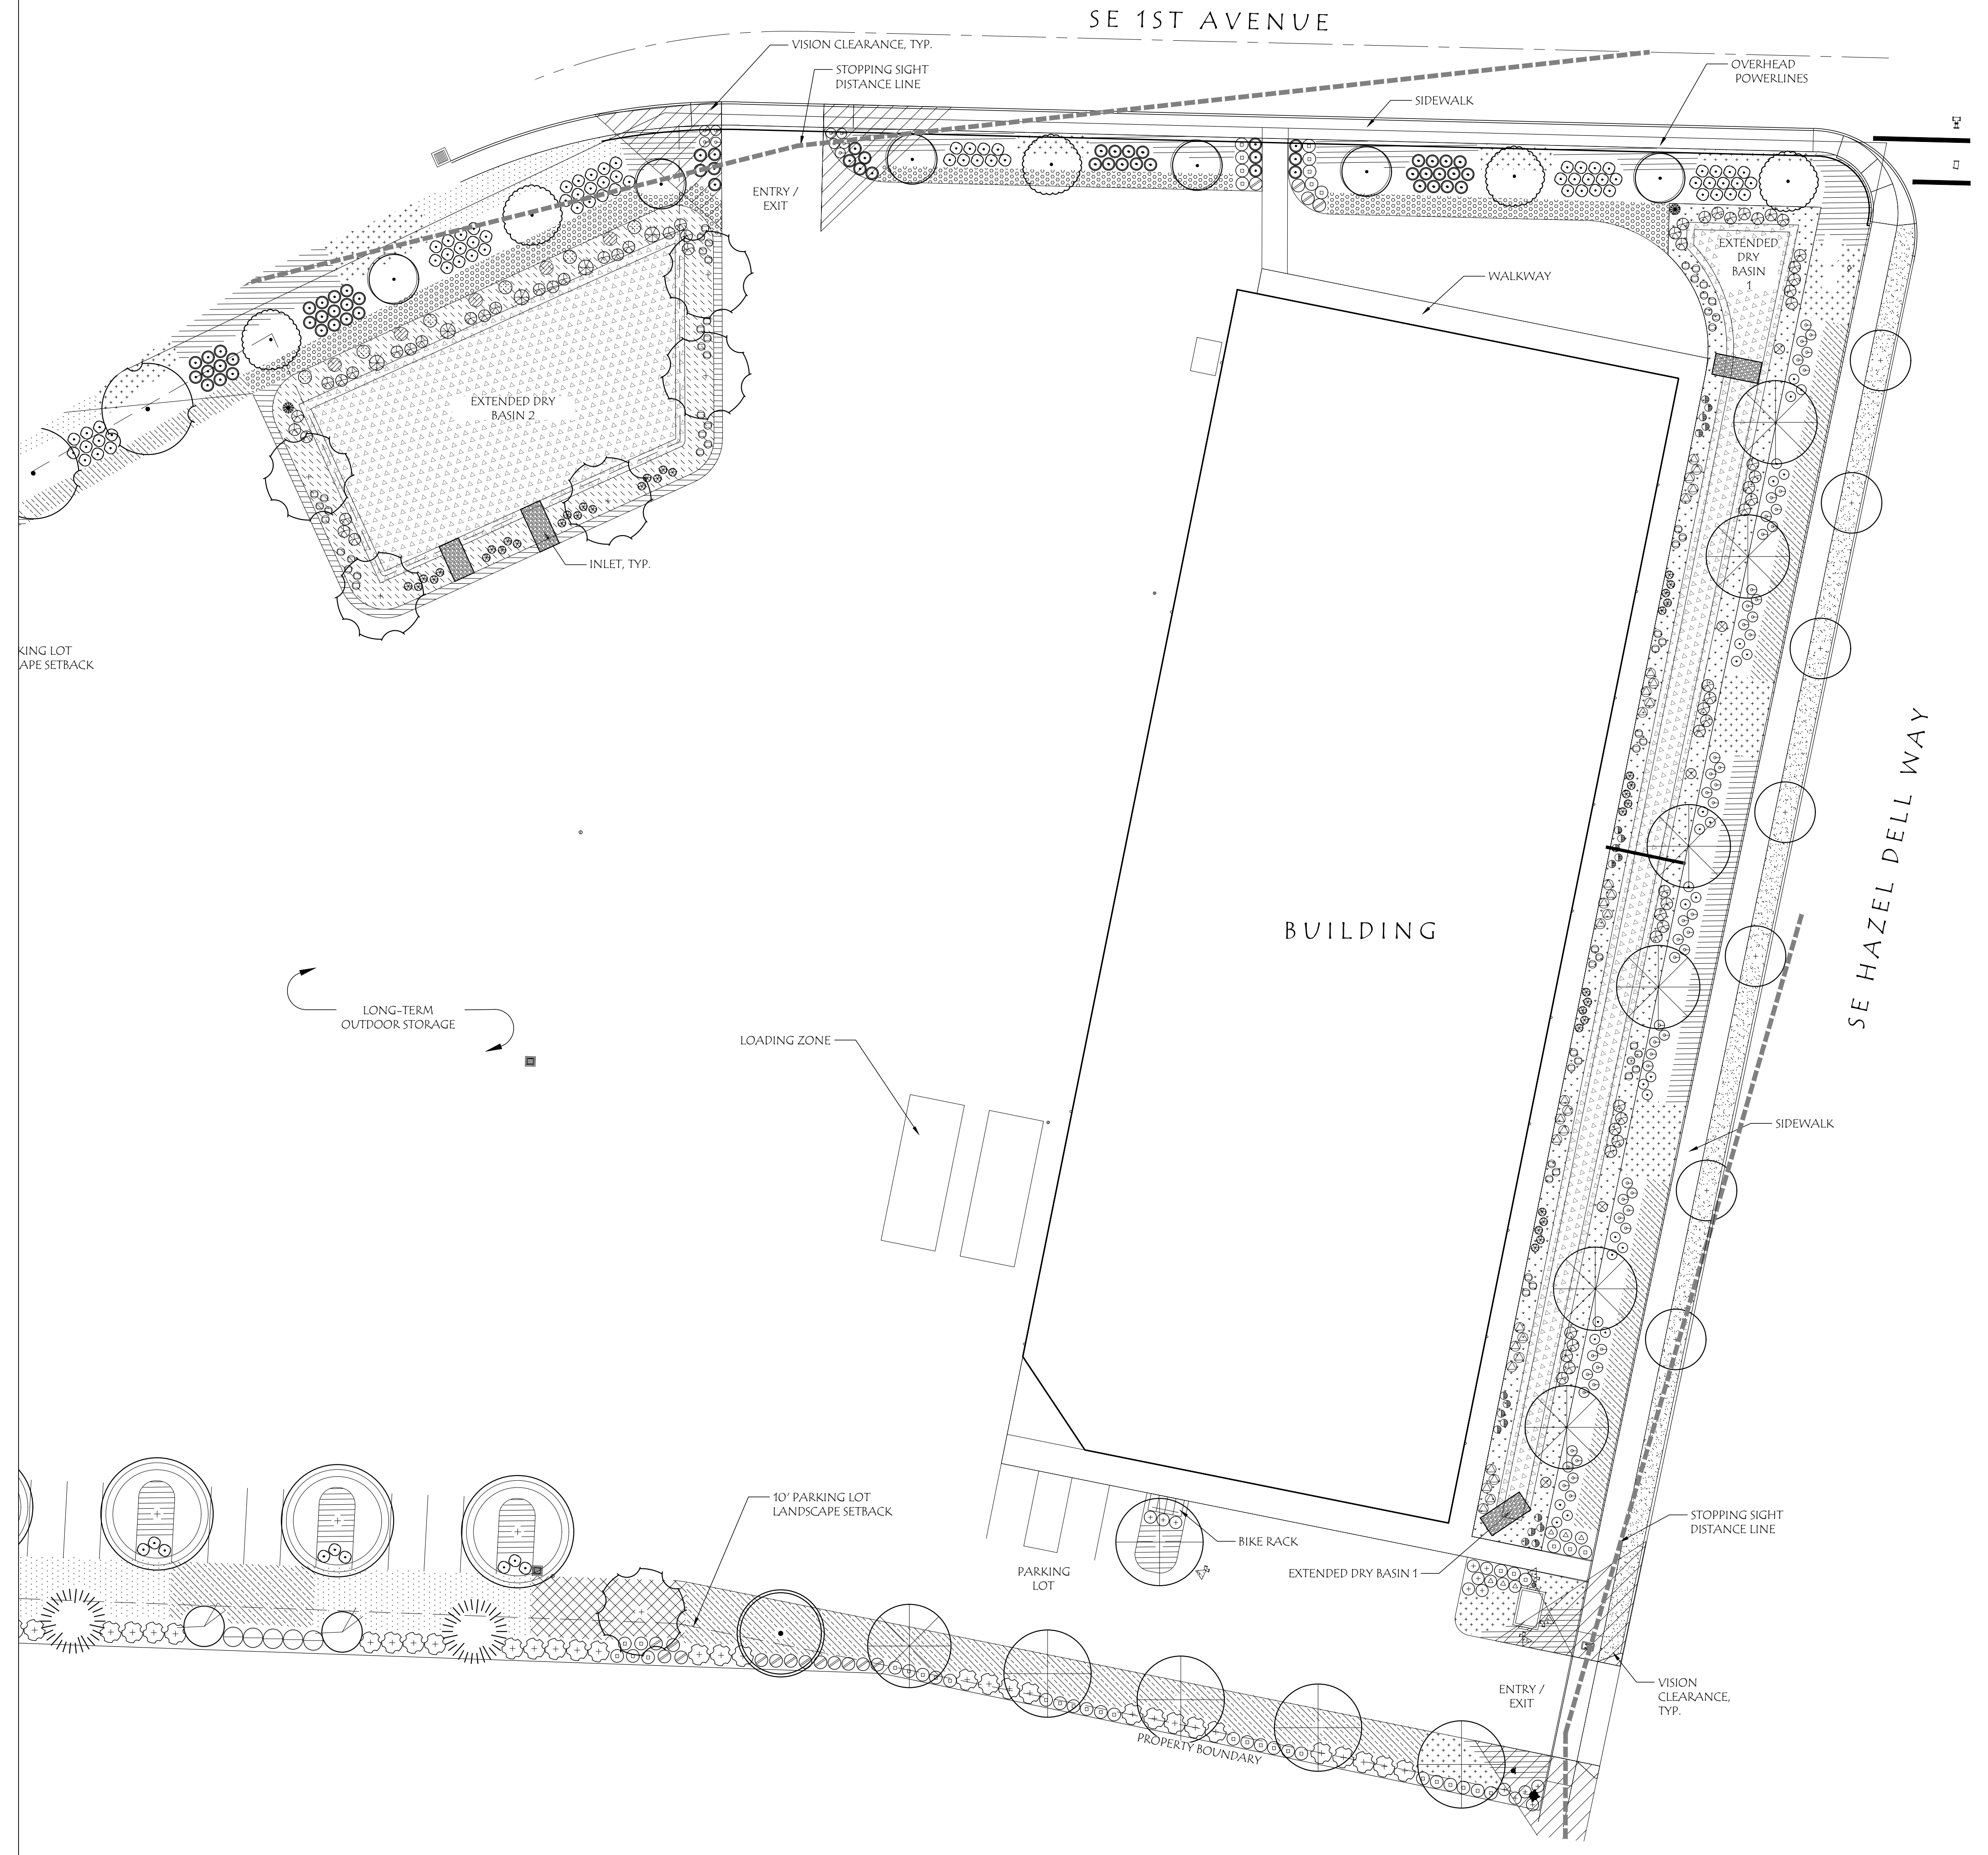 SE 1ST AVENUE
VISION CLEARANCE, TYP.
STOPPING SIGHT
DISTANCE LINE
OVERHEAD
POWERLINES
SIDEWALK
ENTRY /
EXIT
WALKWAY
EXTENDED
DRY
BASIN
1
EXTENDED DRY
BASIN 2
INLET, TYP.
KING LOT
APE SETBACK
SE HAZEL DELL WAY
BUILDING
LONG-TERM
OUTDOOR STORAGE
LOADING ZONE
SIDEWALK
10' PARKING LOT
LANDSCAPE SETBACK
STOPPING SIGHT
DISTANCE LINE
BIKE RACK
PARKING
LOT
EXTENDED DRY BASIN 1
ENTRY /
EXIT
VISION
CLEARANCE,
TYP.
PROPERTY BOUNDARY